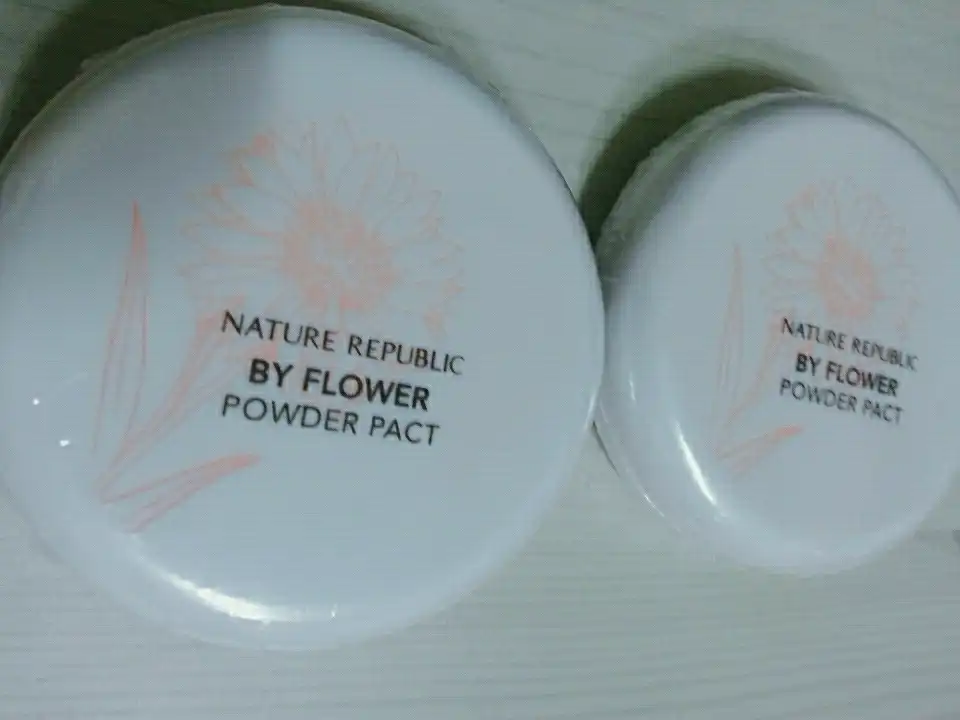 NATURE REPUBLIC
BY FLOWER
POWDER PACT
NATURE REPUBLIC
BY FLOWER
POWDER PACT